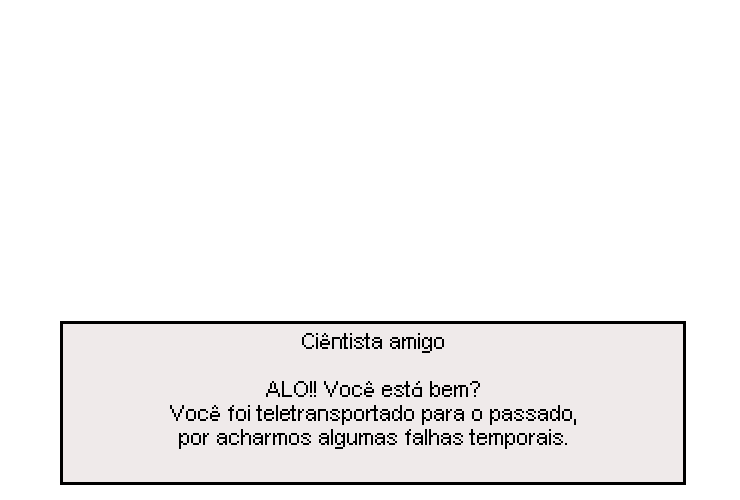 Ciêntista amigo
ALO!! Você está bem?
Você foi teletransportado para o passado,
por acharmos algumas falhas temporais.